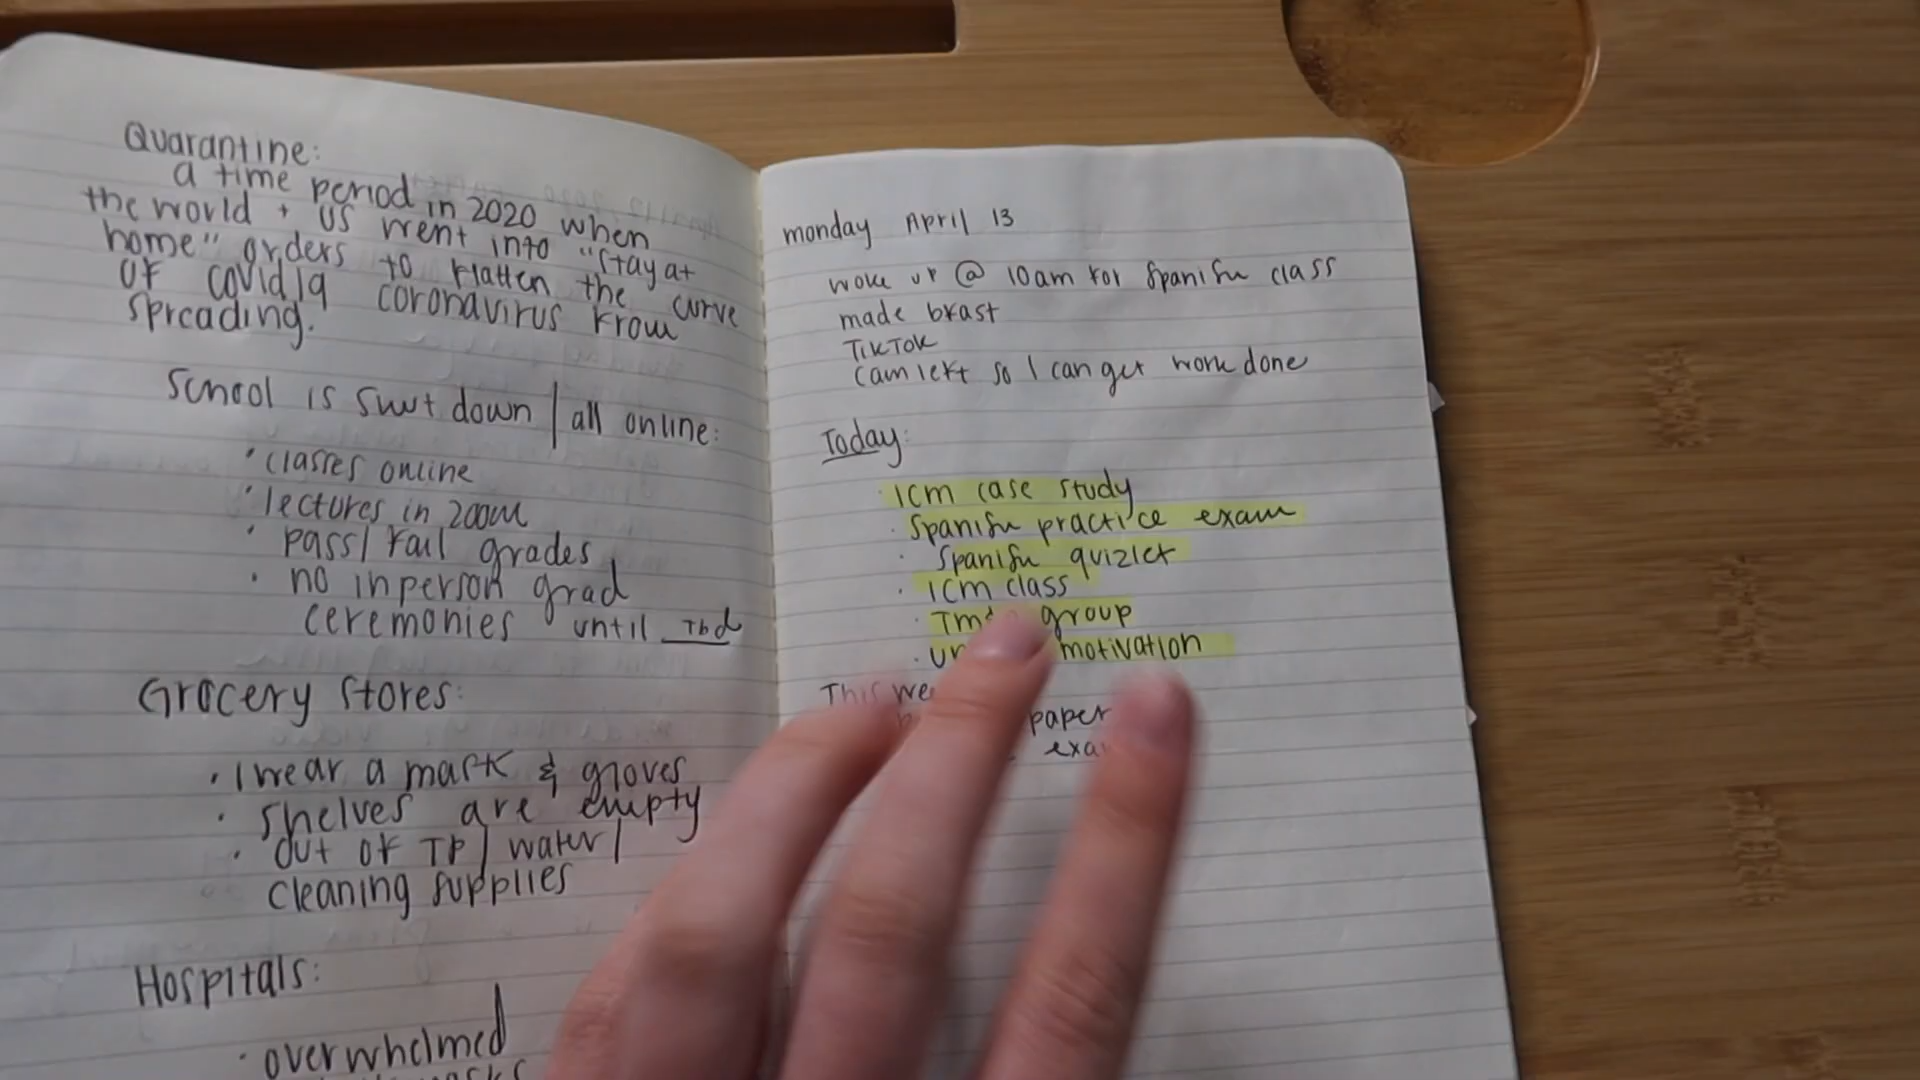 Quarantine:
a time period in 2020 when
the world + US went into "stay at
home" orders to flatten the curve
of covid19 coronavirus from
spreading.
School is shut down | all online:
· classes online
· lectures in zoom
· pass/fail grades
· no in person grad
ceremonies until Tbd
Grocery Stores:
· I wear a mask & gloves
· shelves are empty
· out of TP / water /
cleaning supplies
Hospitals:
· overwhelmed
monday April 13
woke up @ 10am for Spanish class
made bfast
TikTok
cam left so I can get work done
Today:
· ICM case study
· Spanish practice exam
· Spanish quizlet
· ICM class
· group
· motivation
This
paper